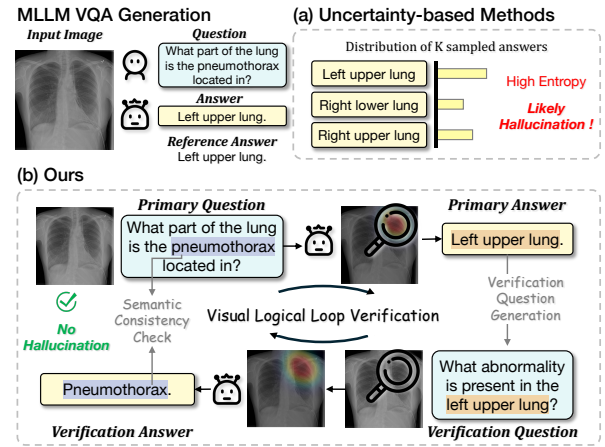 MLLM VQA Generation
Input Image
Question
What part of the lung
is the pneumothorax
located in?
Answer
Left upper lung.
Reference Answer
Left upper lung.
(a) Uncertainty-based Methods
Distribution of K sampled answers
Left upper lung
Right lower lung
Right upper lung
High Entropy
Likely
Hallucination !
(b) Ours
Primary Question
What part of the lung
is the pneumothorax
located in?
Primary Answer
Left upper lung.
No
Hallucination
Semantic
Consistency
Check
Visual Logical Loop Verification
Verification
Question
Generation
Pneumothorax.
Verification Answer
What abnormality
is present in the
left upper lung?
Verification Question